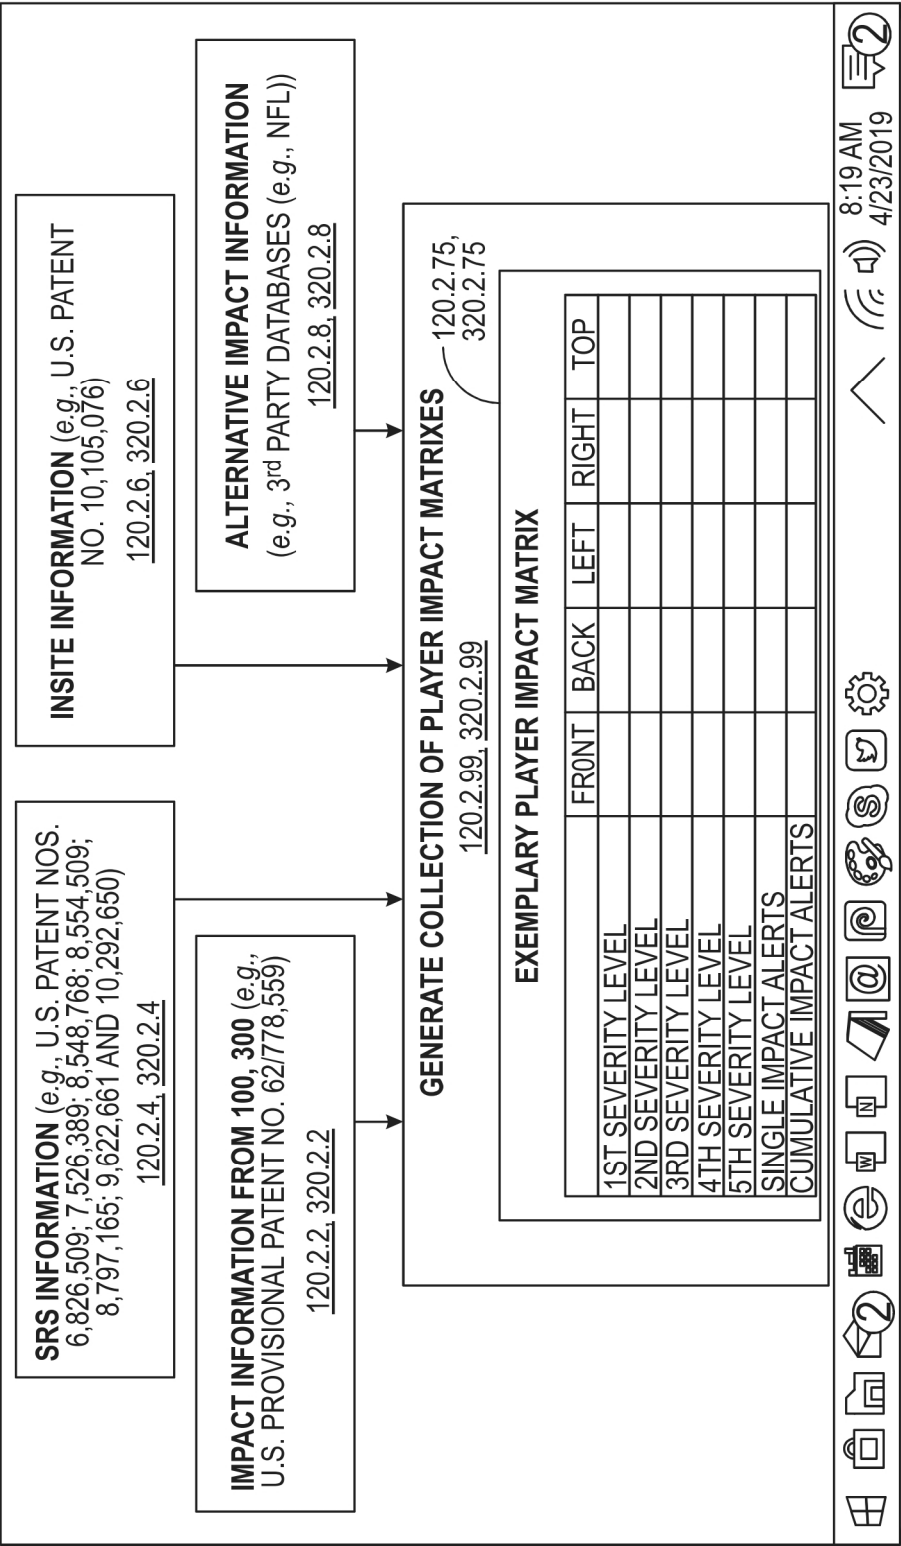 SRS INFORMATION (e.g., U.S. PATENT NOS.
6,826,509; 7,526,389; 8,548,768; 8,554,509;
8,797,165; 9,622,661 AND 10,292,650)
120.2.4, 320.2.4
INSITE INFORMATION (e.g., U.S. PATENT
NO. 10,105,076)
120.2.6, 320.2.6
IMPACT INFORMATION FROM 100, 300 (e.g.,
U.S. PROVISIONAL PATENT NO. 62/778,559)
120.2.2, 320.2.2
ALTERNATIVE IMPACT INFORMATION
(e.g., 3rd PARTY DATABASES (e.g., NFL))
120.2.8, 320.2.8
GENERATE COLLECTION OF PLAYER IMPACT MATRIXES
120.2.99, 320.2.99
120.2.75,
320.2.75
EXEMPLARY PLAYER IMPACT MATRIX
FRONT BACK LEFT RIGHT TOP
1ST SEVERITY LEVEL
2ND SEVERITY LEVEL
3RD SEVERITY LEVEL
4TH SEVERITY LEVEL
5TH SEVERITY LEVEL
SINGLE IMPACT ALERTS
CUMULATIVE IMPACT ALERTS
2
e
W
N
@
S
8:19 AM
4/23/2019
2